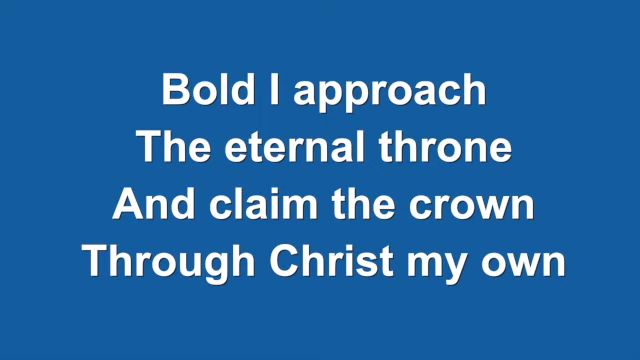 Bold I approach
The eternal throne
And claim the crown
Through Christ my own